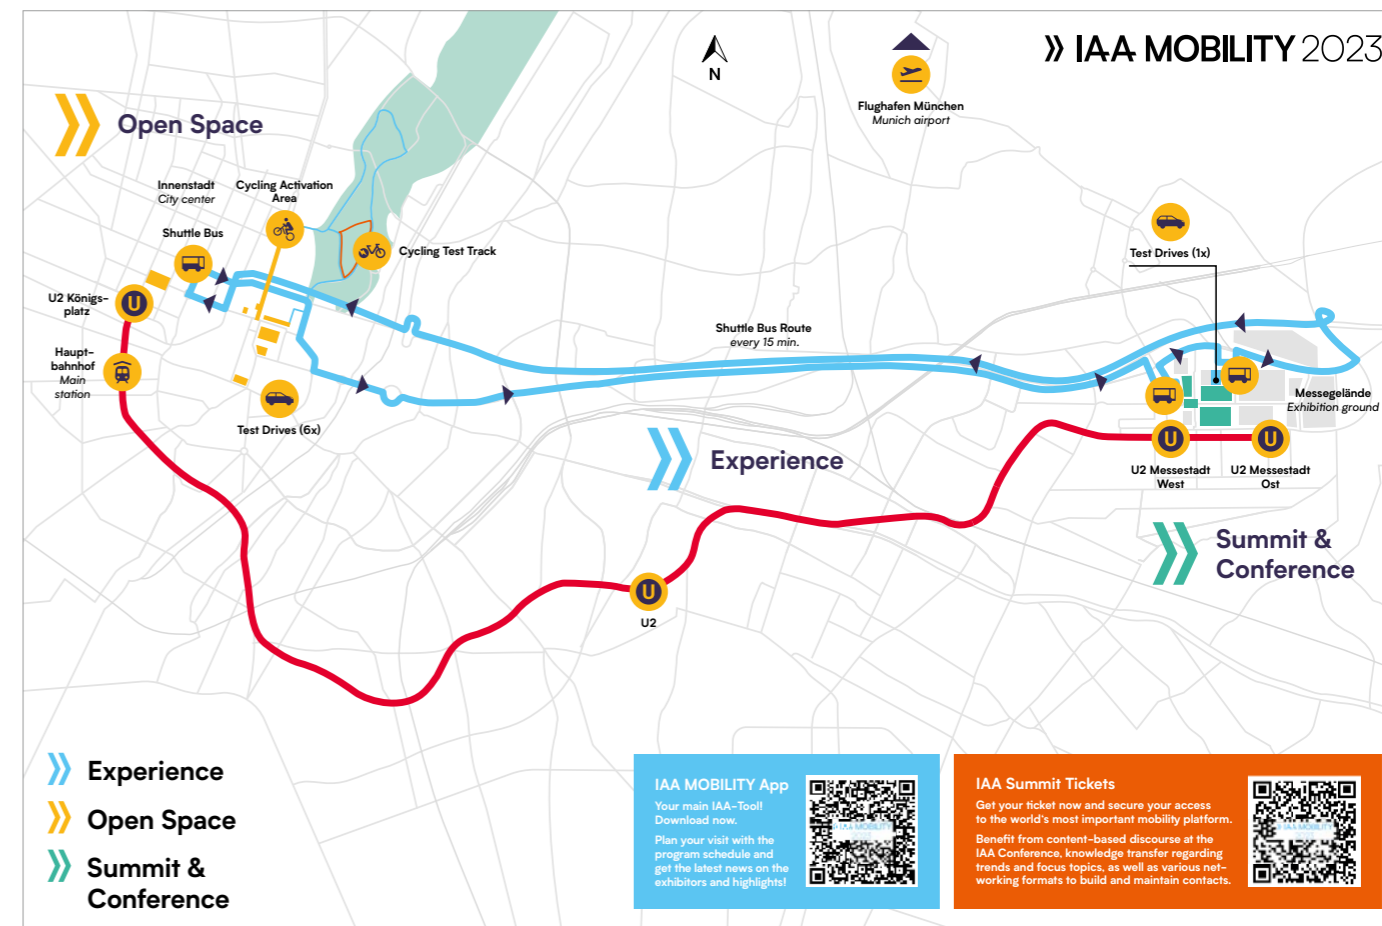 IAA MOBILITY 2023
N
Flughafen München
Munich airport
Open Space
Innenstadt
City center
Cycling Activation
Area
Shuttle Bus
Cycling Test Track
U2 Königs-
platz
U
Haupt-
bahnhof
Main
station
Test Drives (6x)
Shuttle Bus Route
every 15 min.
Test Drives (1x)
Messegelände
Exhibition ground
Experience
U
U
U2 Messestadt
West
U2 Messestadt
Ost
Summit &
Conference
U
U2
Experience
Open Space
Summit &
Conference
IAA MOBILITY App
Your main IAA-Tool!
Download now.
Plan your visit with the
program schedule and
get the latest news on the
exhibitors and highlights!
IAA MOBILITY
IAA Summit Tickets
Get your ticket now and secure your access
to the world's most important mobility platform.
Benefit from content-based discourse at the
IAA Conference, knowledge transfer regarding
trends and focus topics, as well as various net-
working formats to build and maintain contacts.
IAA MOBILITY